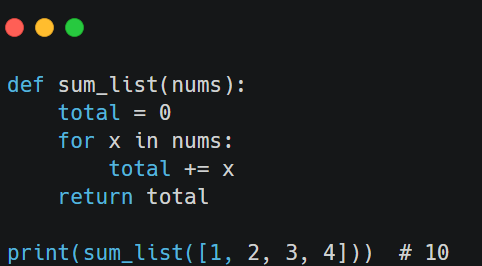 def sum_list(nums):
    total = 0
    for x in nums:
        total += x
    return total

print(sum_list([1, 2, 3, 4]))  # 10